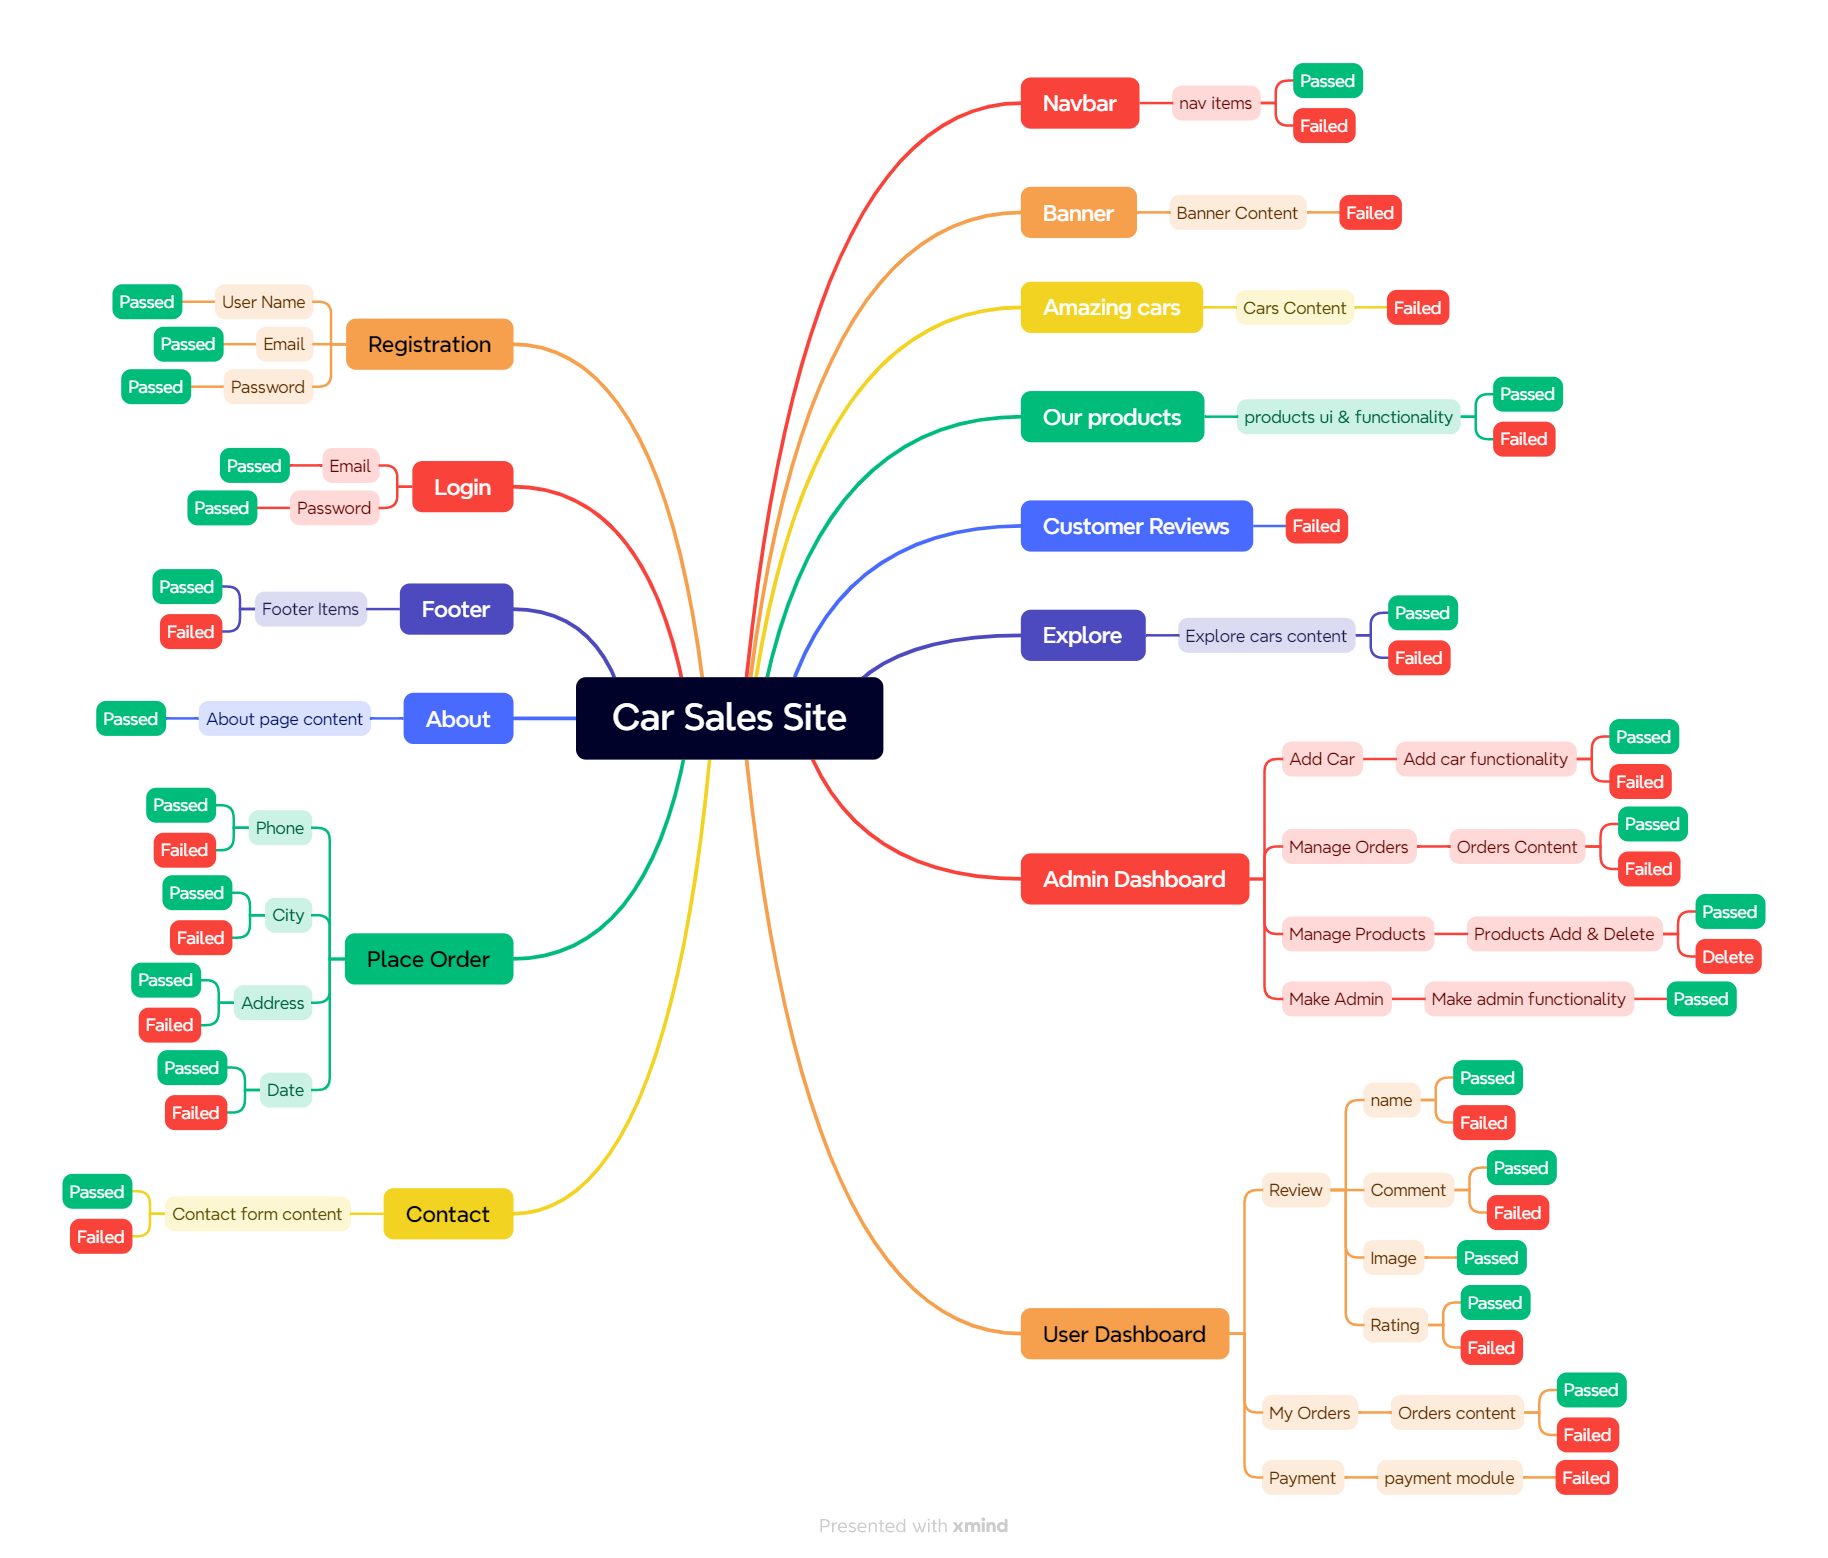 Car Sales Site
Navbar
nav items
Passed
Failed
Banner
Banner Content
Failed
Amazing cars
Cars Content
Failed
Our products
products ui & functionality
Passed
Failed
Customer Reviews
Failed
Explore
Explore cars content
Passed
Failed
Admin Dashboard
Add Car
Add car functionality
Passed
Failed
Manage Orders
Orders Content
Passed
Failed
Manage Products
Products Add & Delete
Passed
Delete
Make Admin
Make admin functionality
Passed
User Dashboard
Review
name
Passed
Failed
Comment
Passed
Failed
Image
Passed
Rating
Passed
Failed
My Orders
Orders content
Passed
Failed
Payment
payment module
Failed
Registration
User Name
Passed
Email
Passed
Password
Passed
Login
Email
Passed
Password
Passed
Footer
Footer Items
Passed
Failed
About
About page content
Passed
Place Order
Phone
Passed
Failed
City
Passed
Failed
Address
Passed
Failed
Date
Passed
Failed
Contact
Contact form content
Passed
Failed
Presented with xmind